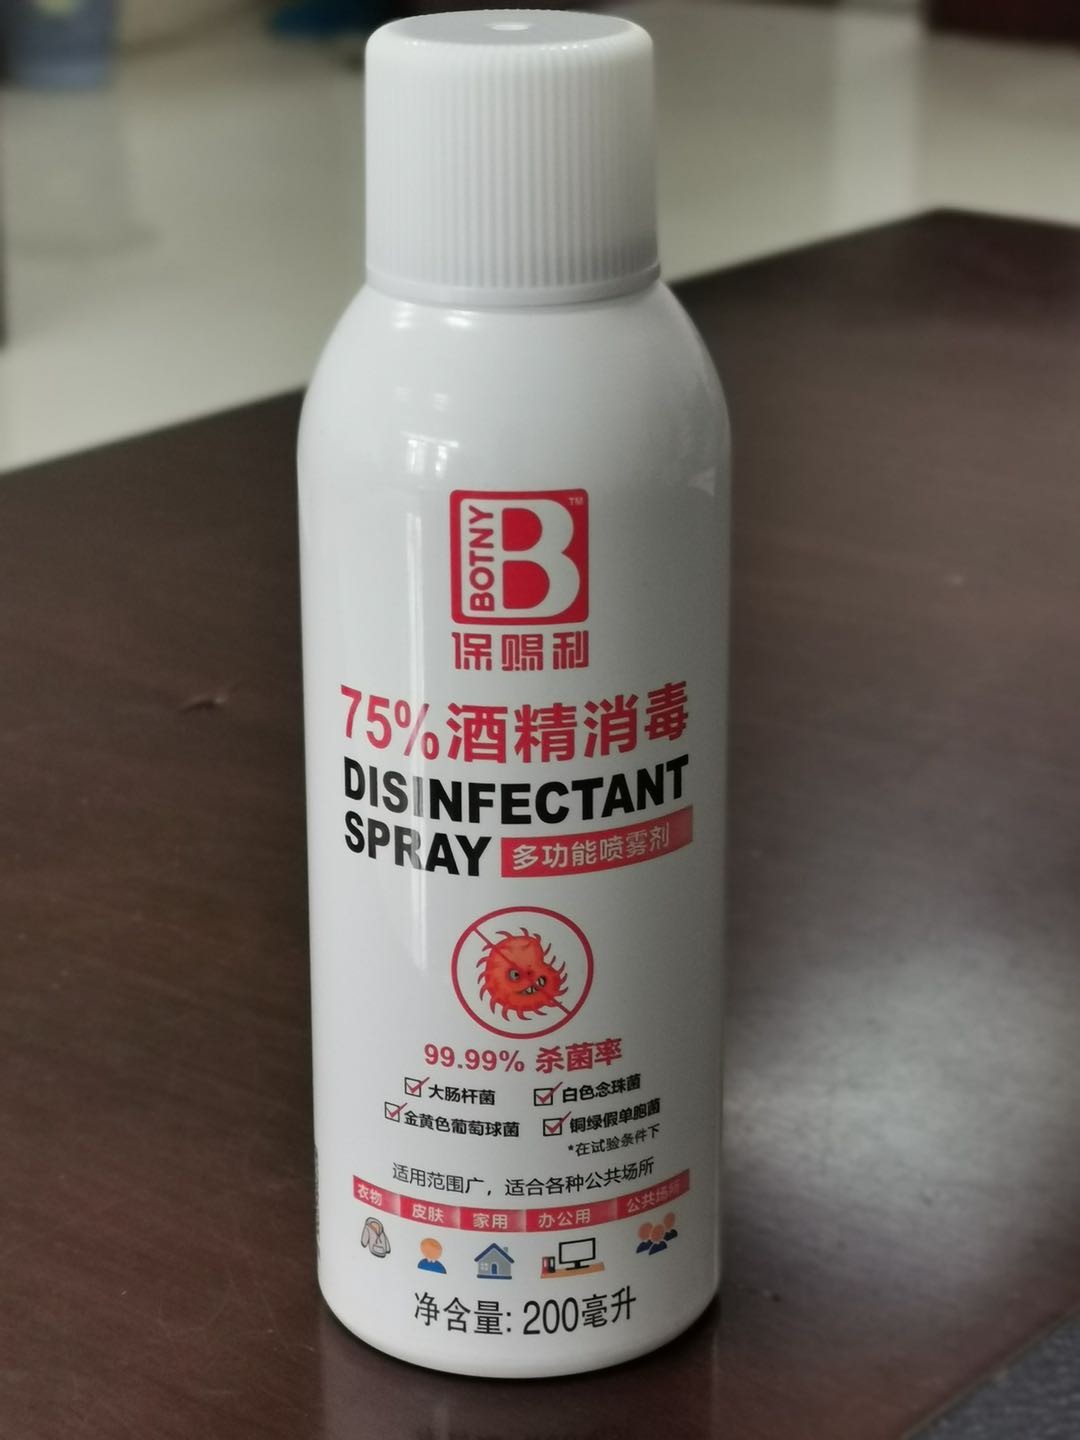 BOTNY
B
TM
保赐利
75%酒精消毒
DISINFECTANT
SPRAY 多功能喷雾剂
99.99% 杀菌率
大肠杆菌 白色念珠菌
金黄色葡萄球菌 铜绿假单胞菌
*在试验条件下
适用范围广，适合各种公共场所
衣物 皮肤 家用 办公用 公共场所
净含量: 200毫升